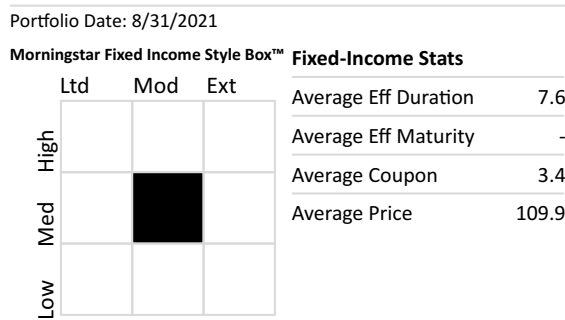 Portfolio Date: 8/31/2021
Morningstar Fixed Income Style Box™
Ltd Mod Ext
High
Med
Low
Fixed-Income Stats
Average Eff Duration 7.6
Average Eff Maturity -
Average Coupon 3.4
Average Price 109.9